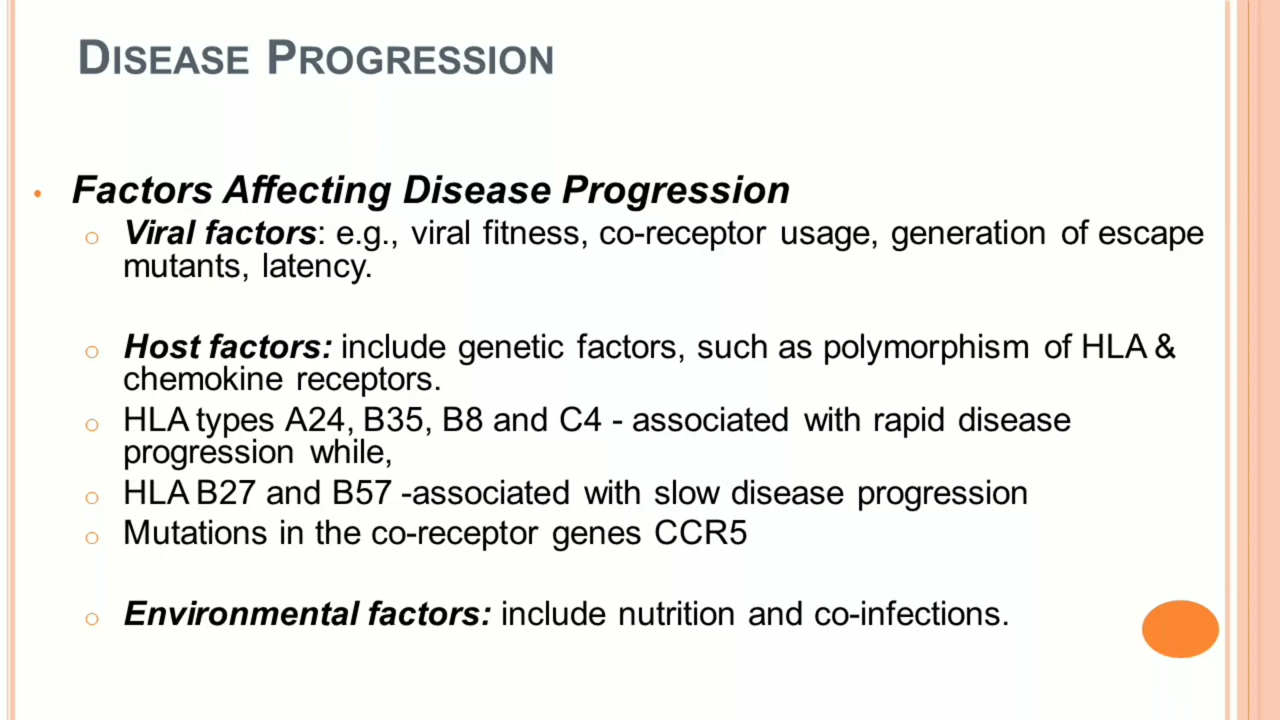 DISEASE PROGRESSION
• Factors Affecting Disease Progression
o Viral factors: e.g., viral fitness, co-receptor usage, generation of escape
mutants, latency.
o Host factors: include genetic factors, such as polymorphism of HLA &
chemokine receptors.
o HLA types A24, B35, B8 and C4 - associated with rapid disease
progression while,
o HLA B27 and B57 -associated with slow disease progression
o Mutations in the co-receptor genes CCR5
o Environmental factors: include nutrition and co-infections.